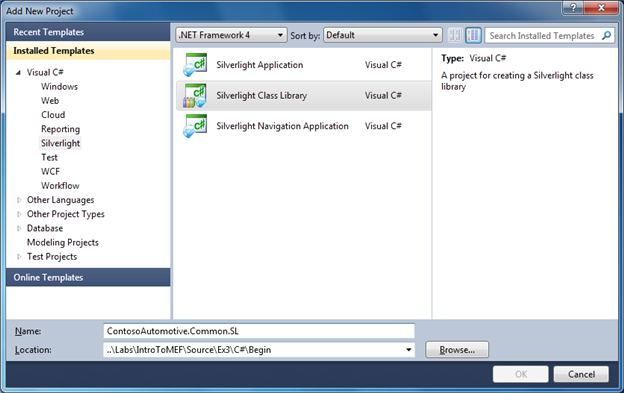 Add New Project
Recent Templates
.NET Framework 4 Sort by: Default Search Installed Templates
Installed Templates
Visual C#
Windows
Web
Cloud
Reporting
Silverlight
Test
WCF
Workflow
Other Languages
Other Project Types
Database
Modeling Projects
Test Projects
Online Templates
Silverlight Application Visual C#
Silverlight Class Library Visual C#
Silverlight Navigation Application Visual C#
Type: Visual C#
A project for creating a Silverlight class
library
Name: ContosoAutomotive.Common.SL
Location: ..\Labs\IntroToMEF\Source\Ex3\C#\Begin Browse...
OK Cancel